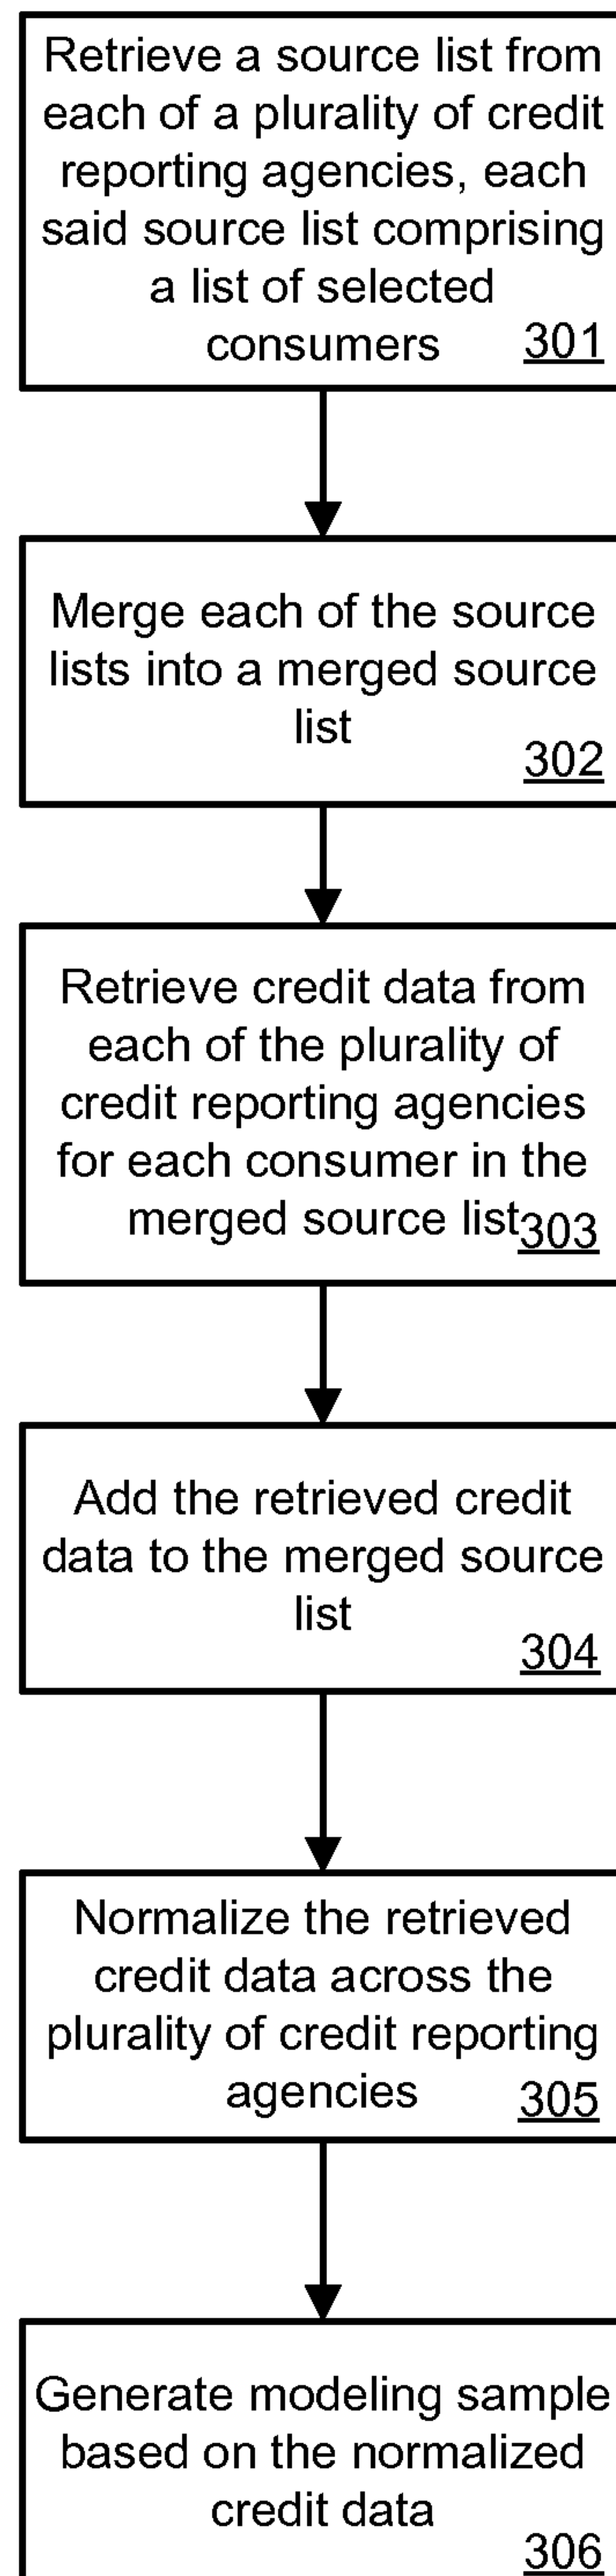 Retrieve a source list from
each of a plurality of credit
reporting agencies, each
said source list comprising
a list of selected
consumers 301
Merge each of the source
lists into a merged source
list
302
Retrieve credit data from
each of the plurality of
credit reporting agencies
for each consumer in the
merged source list 303
Add the retrieved credit
data to the merged source
list
304
Normalize the retrieved
credit data across the
plurality of credit reporting
agencies 305
Generate modeling sample
based on the normalized
credit data
306